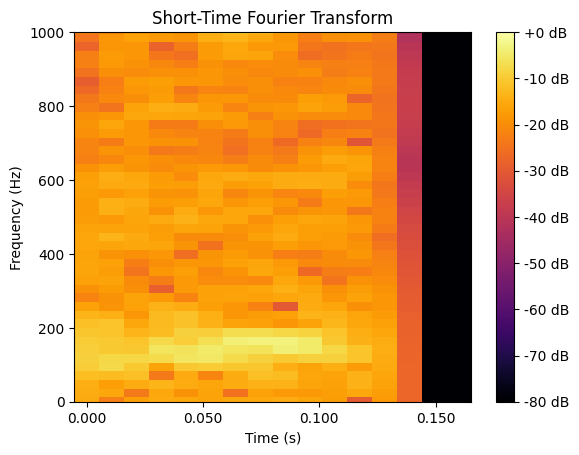 Short-Time Fourier Transform
Frequency (Hz)
1000
800
600
400
200
0
0.000
0.050
0.100
0.150
Time (s)
+0 dB
-10 dB
-20 dB
-30 dB
-40 dB
-50 dB
-60 dB
-70 dB
-80 dB